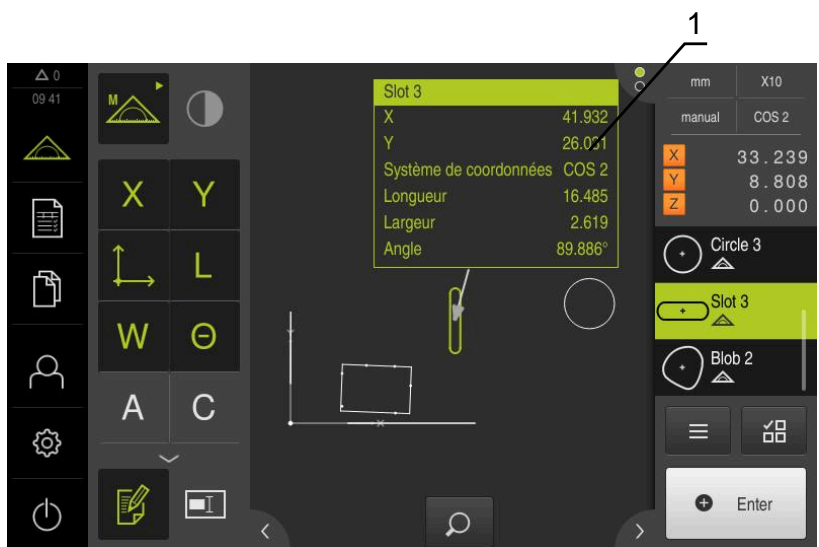 1
0
09 41
M
X
Y
L
W
Θ
A
C
Slot 3
X 41.932
Y 26.031
Système de coordonnées COS 2
Longueur 16.485
Largeur 2.619
Angle 89.886°
mm X10
manual COS 2
X 33.239
Y 8.808
Z 0.000
Circle 3
Slot 3
Blob 2
Enter